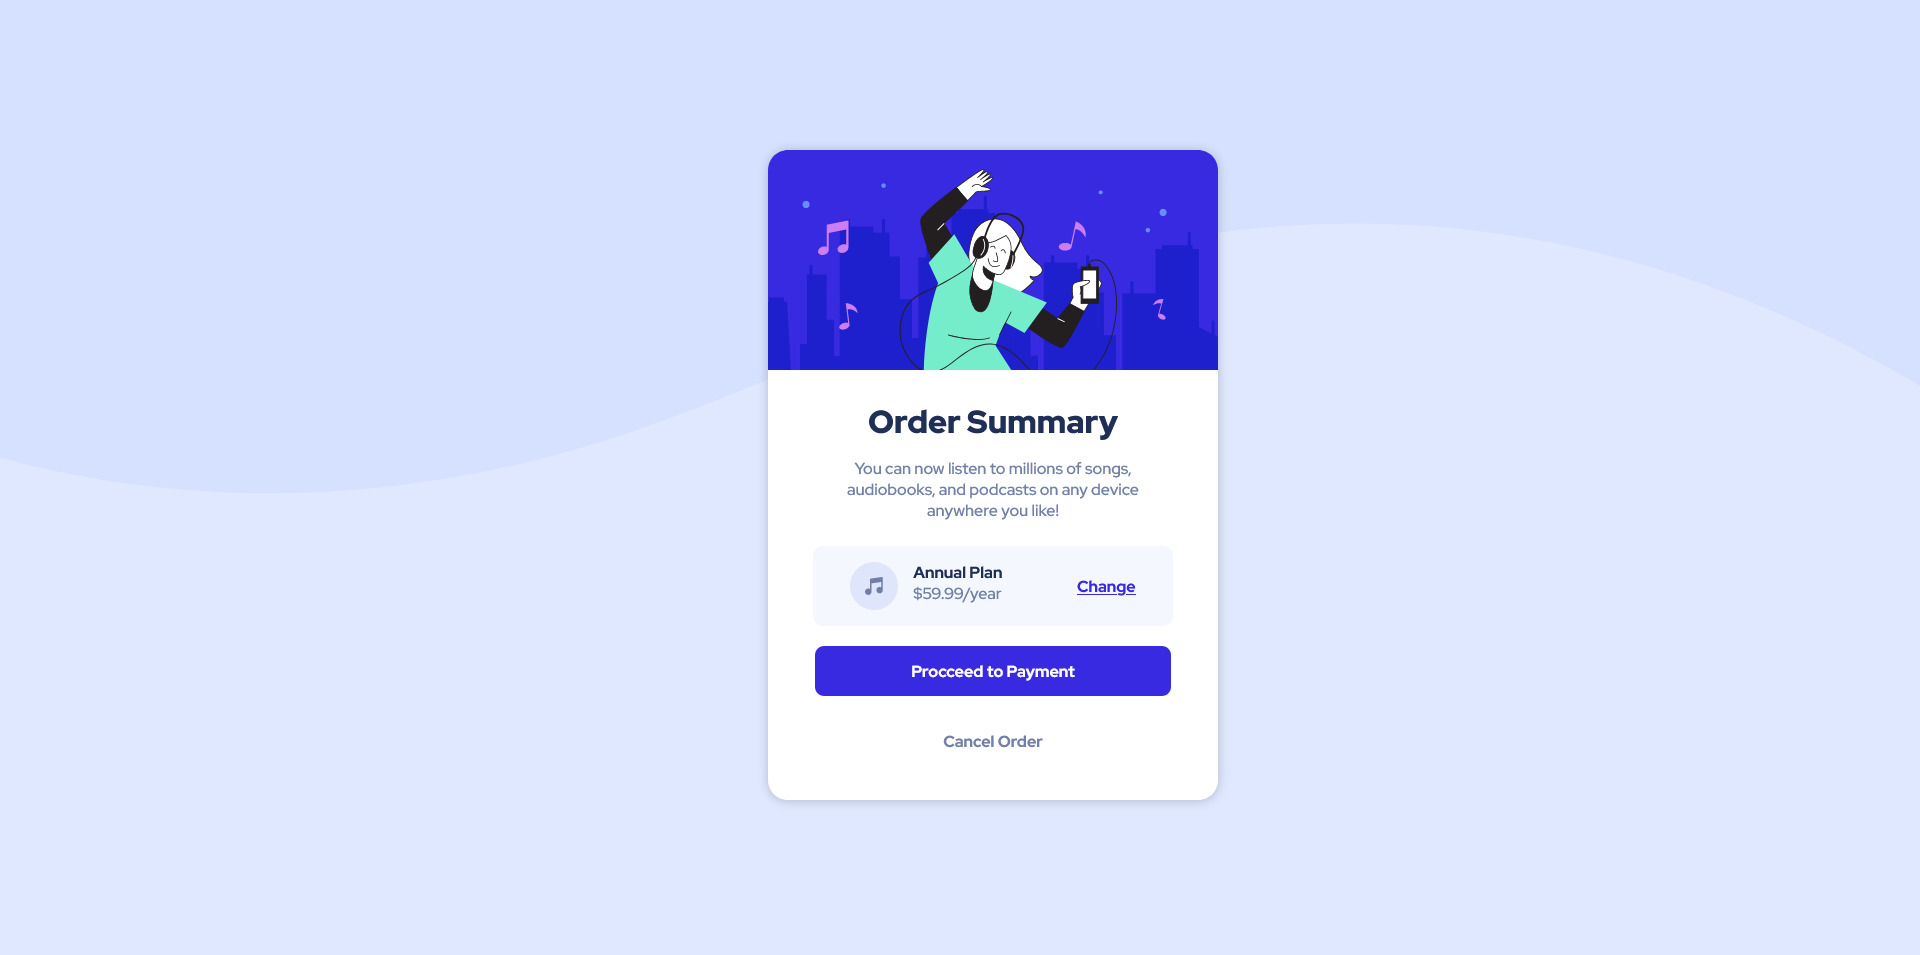 Order Summary
You can now listen to millions of songs,
audiobooks, and podcasts on any device
anywhere you like!
Annual Plan
$59.99/year
Change
Procceed to Payment
Cancel Order